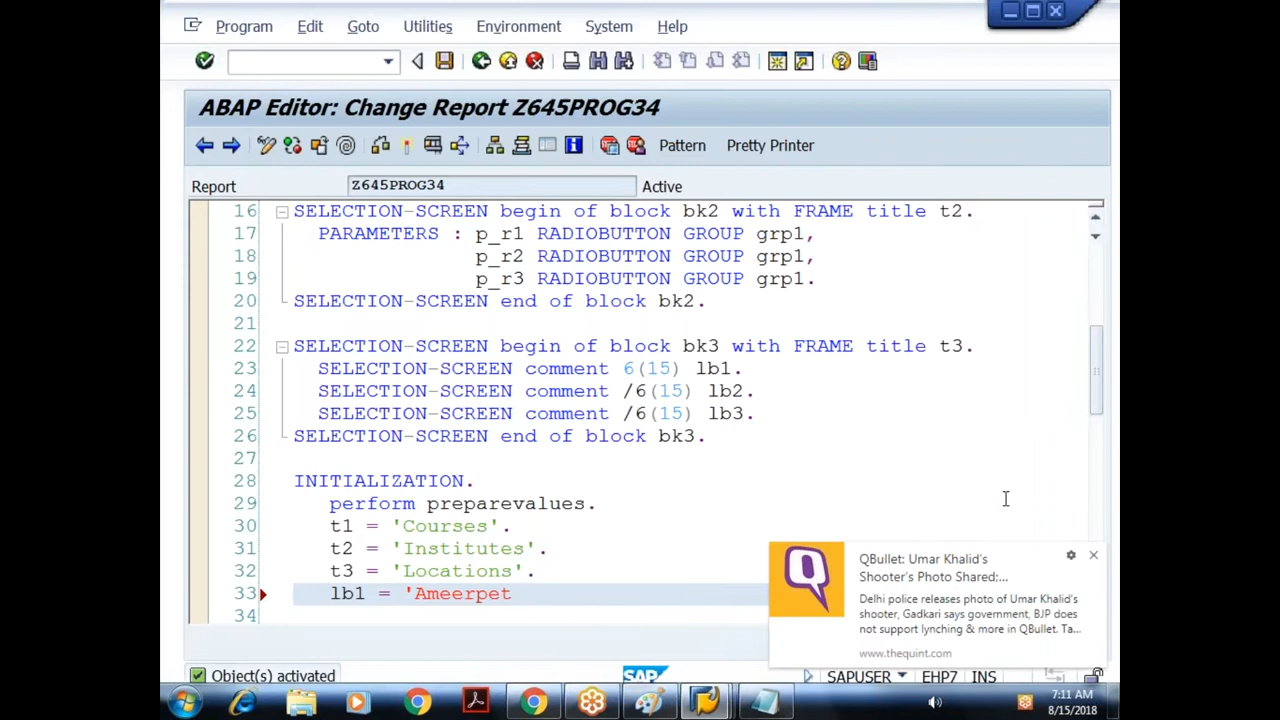 Program Edit Goto Utilities Environment System Help
ABAP Editor: Change Report Z645PROG34
Pattern Pretty Printer
Report Z645PROG34 Active
16 SELECTION-SCREEN begin of block bk2 with FRAME title t2.
17 PARAMETERS : p_r1 RADIOBUTTON GROUP grp1,
18 p_r2 RADIOBUTTON GROUP grp1,
19 p_r3 RADIOBUTTON GROUP grp1.
20 SELECTION-SCREEN end of block bk2.
21
22 SELECTION-SCREEN begin of block bk3 with FRAME title t3.
23 SELECTION-SCREEN comment 6(15) lb1.
24 SELECTION-SCREEN comment /6(15) lb2.
25 SELECTION-SCREEN comment /6(15) lb3.
26 SELECTION-SCREEN end of block bk3.
27
28 INITIALIZATION.
29 perform preparevalues.
30 t1 = 'Courses'.
31 t2 = 'Institutes'.
32 t3 = 'Locations'.
33 lb1 = 'Ameerpet
34
QBullet: Umar Khalid's
Shooter's Photo Shared;...
Delhi police releases photo of Umar Khalid's
shooter, Gadkari says government, BJP does
not support lynching & more in QBullet. Ta...
www.thequint.com
Object(s) activated
SAP
SAPUSER EHP7 INS
7:11 AM
8/15/2018